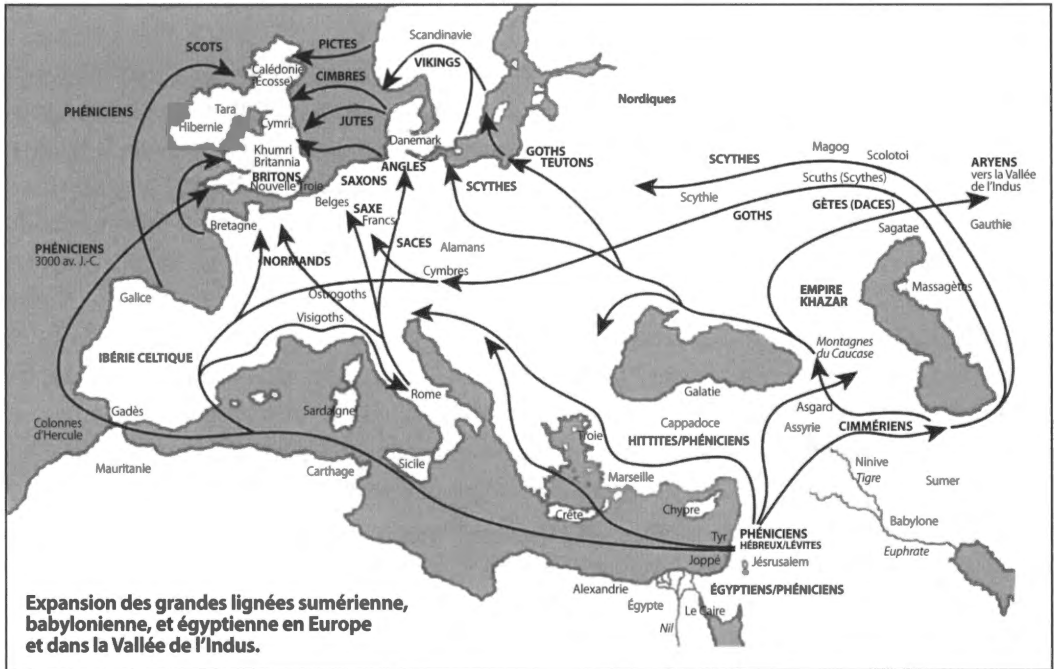 SCOTS
PICTES
Scandinavie
VIKINGS
Calédonie
(Écosse)
CIMBRES
PHÉNICIENS
Tara
Hibernie
Cymri
JUTES
Nordiques
Danemark
Khumri
Britannia
BRITONS
Nouvelle Troie
ANGLES
SAXONS
GOTHS
TEUTONS
SCYTHES
SCYTHES
Magog
Scolotoi
Scuths (Scythes)
Scythie
ARYENS
vers la Vallée
de l'Indus
GÈTES (DACES)
GOTHS
Gauthie
Sagatae
Belges
SAXE
Francs
Bretagne
SACES
Alamans
PHÉNICIENS
3000 av. J.-C.
NORMANDS
Cymbres
Ostrogoths
Visigoths
Galice
EMPIRE
KHAZAR
Massagètes
IBÉRIE CELTIQUE
Montagnes
du Caucase
Rome
Galatie
Gadès
Colonnes
d'Hercule
Sardaigne
Asgard
Cappadoce
Assyrie
CIMMÉRIENS
HITTITES/PHÉNICIENS
Troie
Mauritanie
Carthage
Sicile
Marseille
Ninive
Tigre
Sumer
Crête
Chypre
Babylone
Euphrate
Tyr
PHÉNICIENS
HÉBREUX/LÉVITES
Joppé
Jésrusalem
Alexandrie
ÉGYPTIENS/PHÉNICIENS
Égypte
Le Caire
Nil
Expansion des grandes lignées sumérienne,
babylonienne, et égyptienne en Europe
et dans la Vallée de l'Indus.